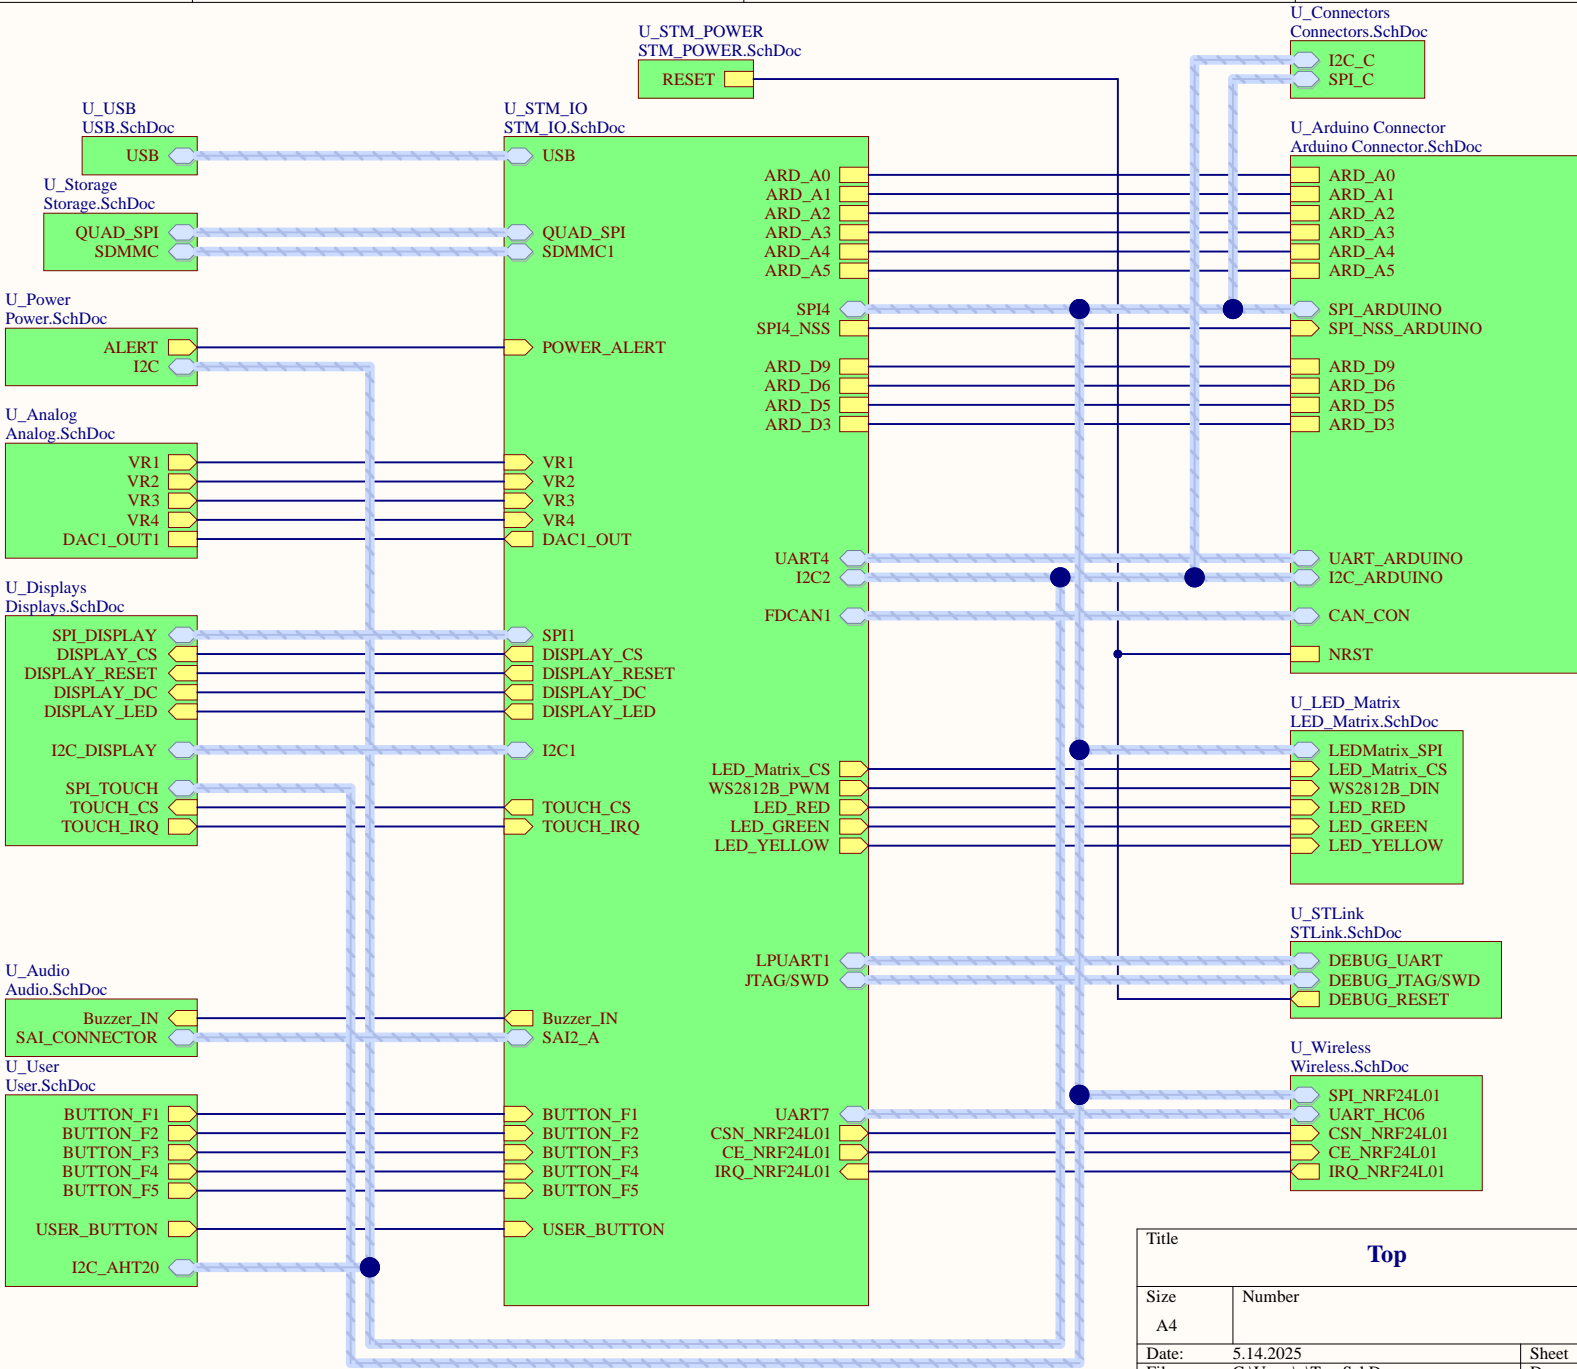 U_STM_POWER
STM_POWER.SchDoc
RESET
U_Connectors
Connectors.SchDoc
I2C_C
SPI_C
U_USB
USB.SchDoc
USB
U_Storage
Storage.SchDoc
QUAD_SPI
SDMMC
U_Power
Power.SchDoc
ALERT
I2C
U_Analog
Analog.SchDoc
VR1
VR2
VR3
VR4
DAC1_OUT1
U_Displays
Displays.SchDoc
SPI_DISPLAY
DISPLAY_CS
DISPLAY_RESET
DISPLAY_DC
DISPLAY_LED
I2C_DISPLAY
SPI_TOUCH
TOUCH_CS
TOUCH_IRQ
U_Audio
Audio.SchDoc
Buzzer_IN
SAI_CONNECTOR
U_User
User.SchDoc
BUTTON_F1
BUTTON_F2
BUTTON_F3
BUTTON_F4
BUTTON_F5
USER_BUTTON
I2C_AHT20
U_STM_IO
STM_IO.SchDoc
USB
QUAD_SPI
SDMMC1
POWER_ALERT
VR1
VR2
VR3
VR4
DAC1_OUT
SPI1
DISPLAY_CS
DISPLAY_RESET
DISPLAY_DC
DISPLAY_LED
I2C1
TOUCH_CS
TOUCH_IRQ
Buzzer_IN
SAI2_A
BUTTON_F1
BUTTON_F2
BUTTON_F3
BUTTON_F4
BUTTON_F5
USER_BUTTON
ARD_A0
ARD_A1
ARD_A2
ARD_A3
ARD_A4
ARD_A5
SPI4
SPI4_NSS
ARD_D9
ARD_D6
ARD_D5
ARD_D3
UART4
I2C2
FDCAN1
LED_Matrix_CS
WS2812B_PWM
LED_RED
LED_GREEN
LED_YELLOW
LPUART1
JTAG/SWD
UART7
CSN_NRF24L01
CE_NRF24L01
IRQ_NRF24L01
U_Arduino Connector
Arduino Connector.SchDoc
ARD_A0
ARD_A1
ARD_A2
ARD_A3
ARD_A4
ARD_A5
SPI_ARDUINO
SPI_NSS_ARDUINO
ARD_D9
ARD_D6
ARD_D5
ARD_D3
UART_ARDUINO
I2C_ARDUINO
CAN_CON
NRST
U_LED_Matrix
LED_Matrix.SchDoc
LEDMatrix_SPI
LED_Matrix_CS
WS2812B_DIN
LED_RED
LED_GREEN
LED_YELLOW
U_STLink
STLink.SchDoc
DEBUG_UART
DEBUG_JTAG/SWD
DEBUG_RESET
U_Wireless
Wireless.SchDoc
SPI_NRF24L01
UART_HC06
CSN_NRF24L01
CE_NRF24L01
IRQ_NRF24L01
Title
Top
Size
Number
A4
Date: 5.14.2025 Sheet